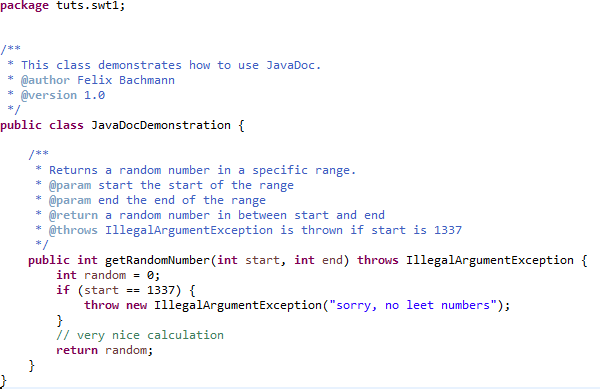 package tuts.swt1;
/**
 * This class demonstrates how to use JavaDoc.
 * @author Felix Bachmann
 * @version 1.0
 */
public class JavaDocDemonstration {
    /**
     * Returns a random number in a specific range.
     * @param start the start of the range
     * @param end the end of the range
     * @return a random number in between start and end
     * @throws IllegalArgumentException is thrown if start is 1337
     */
    public int getRandomNumber(int start, int end) throws IllegalArgumentException {
        int random = 0;
        if (start == 1337) {
            throw new IllegalArgumentException("sorry, no leet numbers");
        }
        // very nice calculation
        return random;
    }
}